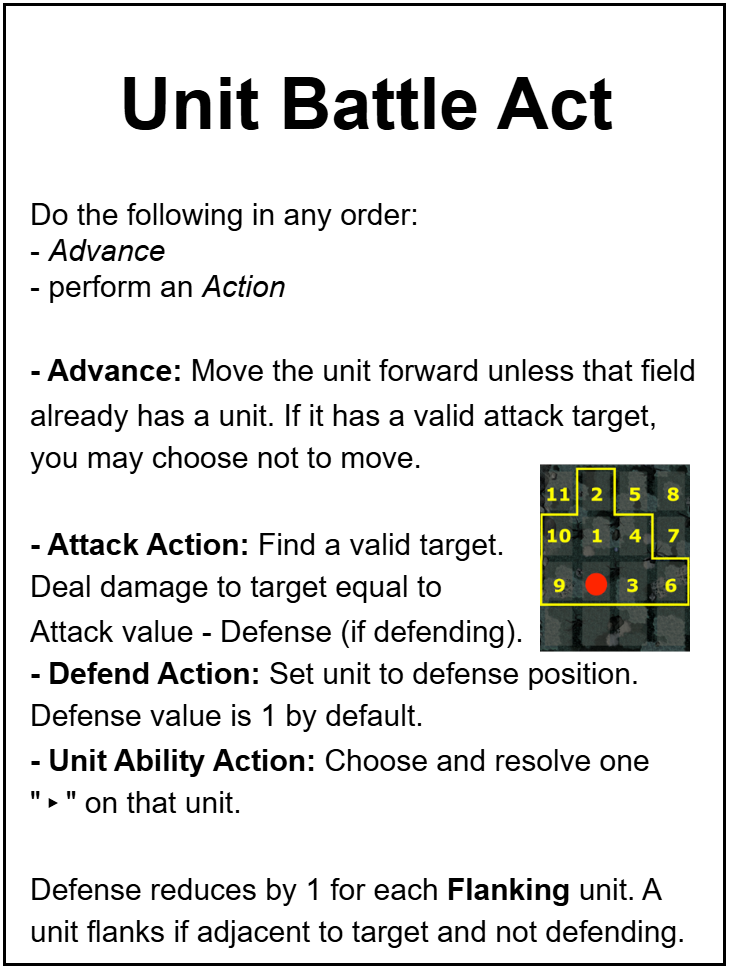 Unit Battle Act
Do the following in any order:
- Advance
- perform an Action
- Advance: Move the unit forward unless that field
already has a unit. If it has a valid attack target,
you may choose not to move.
- Attack Action: Find a valid target.
Deal damage to target equal to
Attack value - Defense (if defending).
11 2 5 8
10 1 4 7
9 3 6
- Defend Action: Set unit to defense position.
Defense value is 1 by default.
- Unit Ability Action: Choose and resolve one
"‣" on that unit.
Defense reduces by 1 for each Flanking unit. A
unit flanks if adjacent to target and not defending.